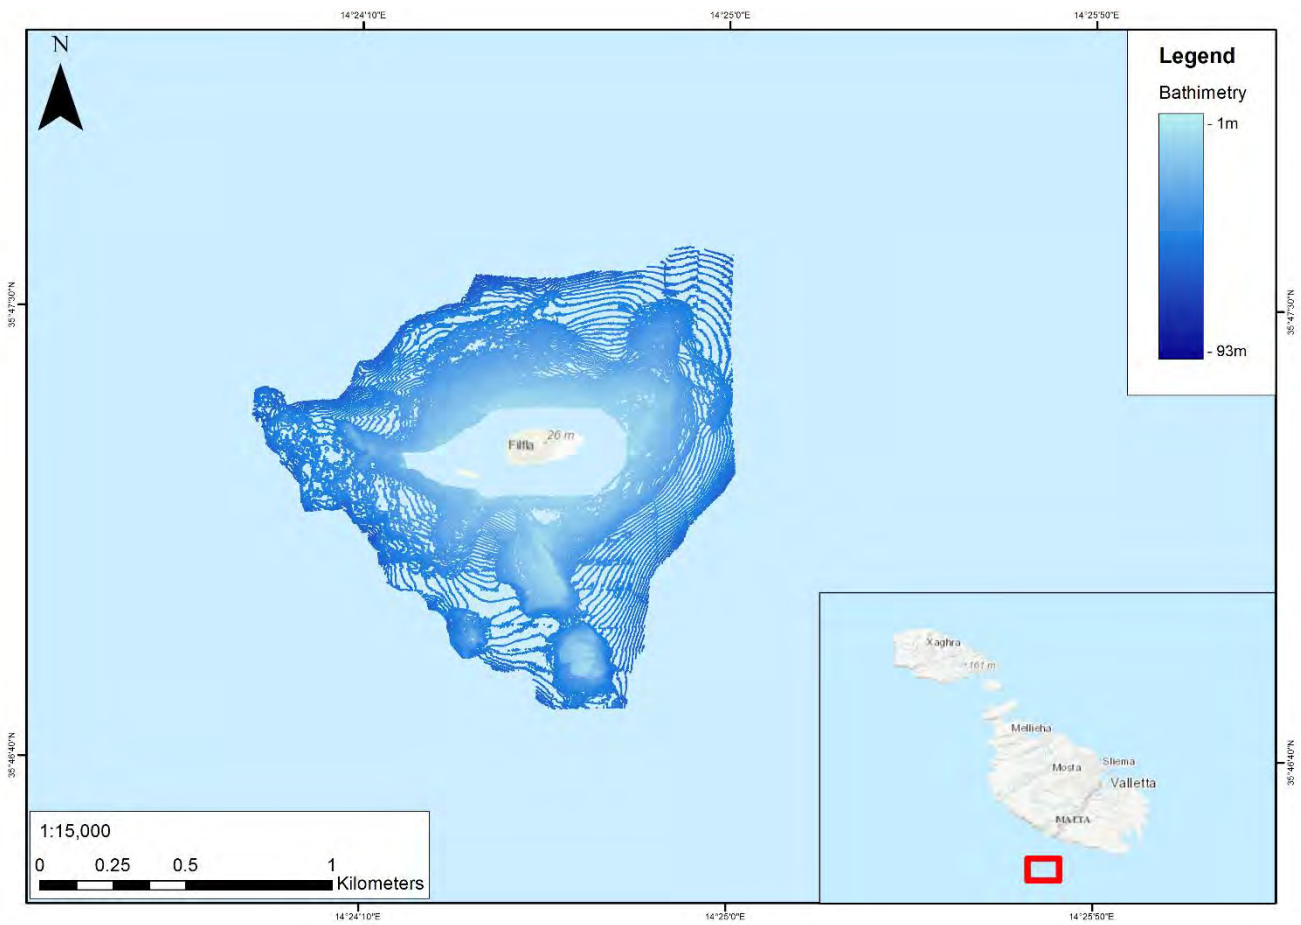 14°24'10"E
14°25'0"E
14°25'50"E
N
Legend
Bathimetry
- 1m
- 93m
35°47'30"N
35°47'30"N
Filfla
26 m
Xaghra
161 m
Mellieha
Mosta
Sliema
Valletta
MALTA
35°46'40"N
35°46'40"N
1:15,000
0 0.25 0.5 1
Kilometers
14°24'10"E
14°25'0"E
14°25'50"E